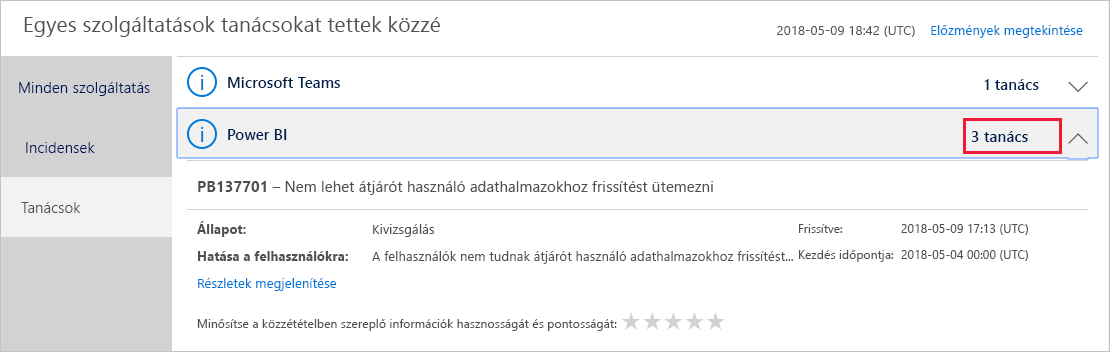 Egyes szolgáltatások tanácsokat tettek közzé
2018-05-09 18:42 (UTC) Előzmények megtekintése
Minden szolgáltatás
Incidensek
Tanácsok
Microsoft Teams 1 tanács
Power BI 3 tanács
PB137701 – Nem lehet átjárót használó adathalmazokhoz frissítést ütemezni
Állapot: Kivizsgálás Frissítve: 2018-05-09 17:13 (UTC)
Hatása a felhasználókra: A felhasználók nem tudnak átjárót használó adathalmazokhoz frissítést... Kezdés időpontja: 2018-05-04 00:00 (UTC)
Részletek megjelenítése
Minősítse a közzétételben szereplő információk hasznosságát és pontosságát: